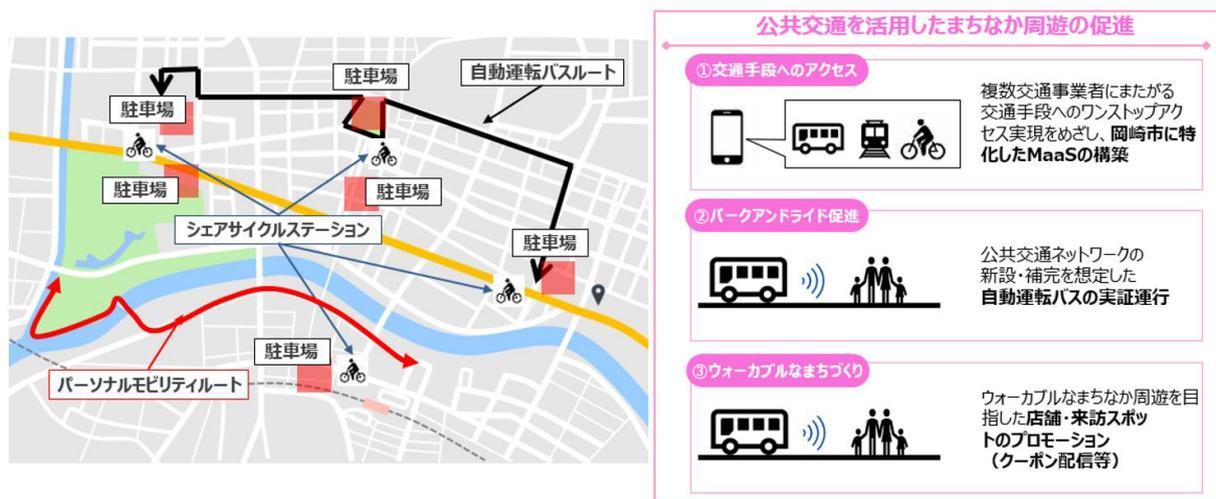 駐車場
自動運転バスルート
駐車場
駐車場
駐車場
シェアサイクルステーション
駐車場
駐車場
パーソナルモビリティルート
公共交通を活用したまちなか周遊の促進
①交通手段へのアクセス
複数交通事業者にまたがる
交通手段へのワンストップアク
セス実現をめざし、岡崎市に特
化したMaaSの構築
②パークアンドライド促進
公共交通ネットワークの
新設・補完を想定した
自動運転バスの実証運行
③ウォーカブルなまちづくり
ウォーカブルなまちなか周遊を目
指した店舗・来訪スポッ
トのプロモーション
（クーポン配信等）